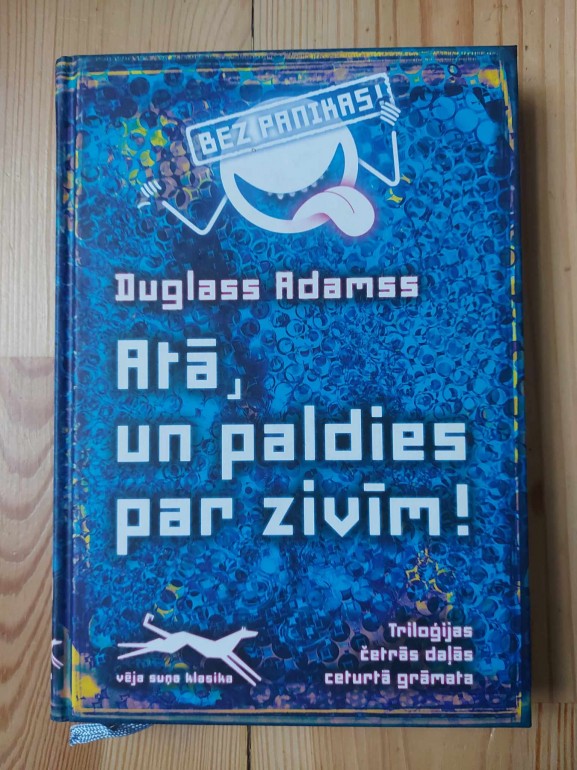 BEZ PANIKAS!
Duglass Adamss
Atā,
un paldies
par zivīm!
Triloģijas
četrās daļās
ceturtā grāmata
vēja suņa klasika